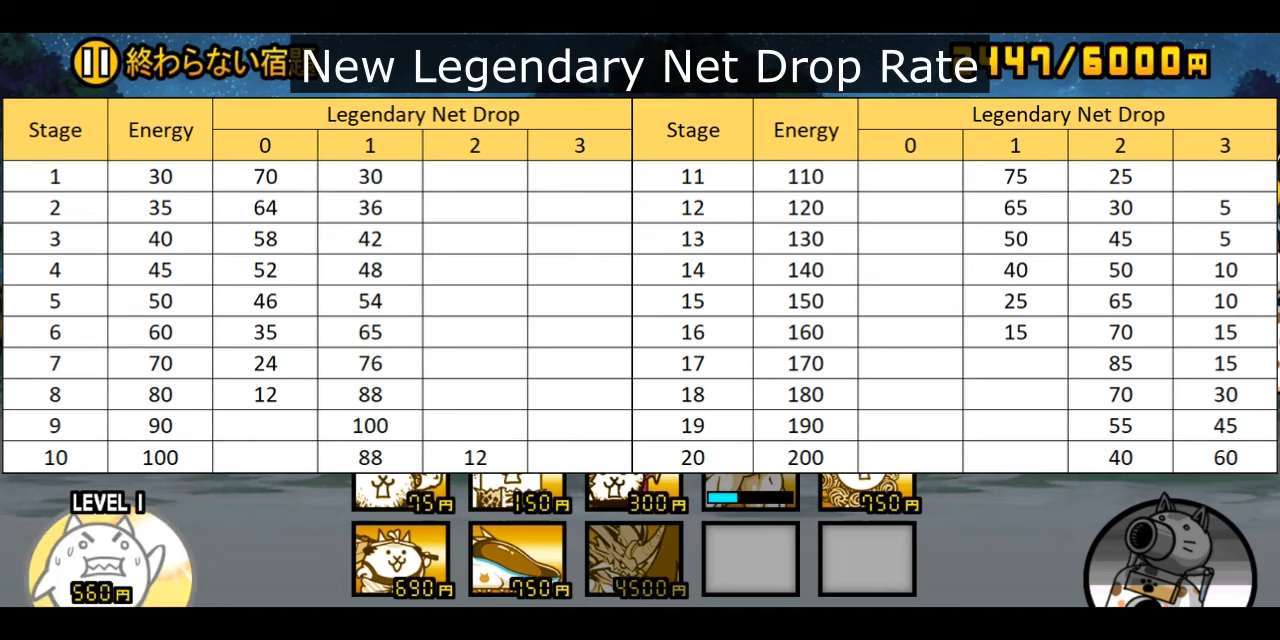 終わらない宿題
New Legendary Net Drop Rate
447/6000円
Stage Energy Legendary Net Drop Stage Energy Legendary Net Drop
0 1 2 3 0 1 2 3
1 30 70 30 11 110 75 25
2 35 64 36 12 120 65 30 5
3 40 58 42 13 130 50 45 5
4 45 52 48 14 140 40 50 10
5 50 46 54 15 150 25 65 10
6 60 35 65 16 160 15 70 15
7 70 24 76 17 170 85 15
8 80 12 88 18 180 70 30
9 90 100 19 190 55 45
10 100 88 12 20 200 40 60
75円 150円 300円 750円
LEVEL 1
560円
690円 750円 4500円